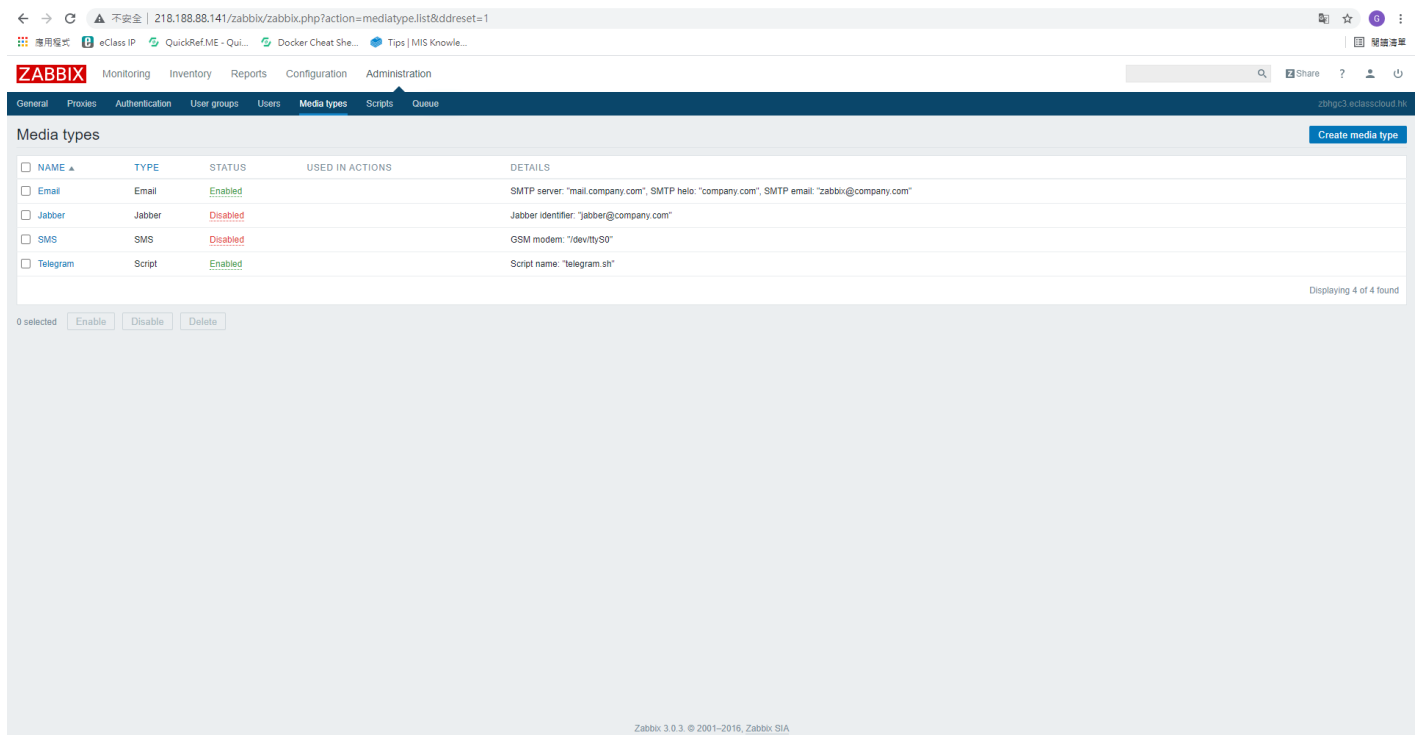 不安全 | 218.188.88.141/zabbix/zabbix.php?action=mediatype.list&ddreset=1 G
應用程式 eClass IP QuickRef.ME - Qui... Docker Cheat She... Tips | MIS Knowle... 閱讀清單
ZABBIX Monitoring Inventory Reports Configuration Administration Z Share ?
General Proxies Authentication User groups Users Media types Scripts Queue zbhgc3.eclasscloud.hk
Media types Create media type
NAME ▲ TYPE STATUS USED IN ACTIONS DETAILS
Email Email Enabled SMTP server: "mail.company.com", SMTP helo: "company.com", SMTP email: "zabbix@company.com"
Jabber Jabber Disabled Jabber identifier: "jabber@company.com"
SMS SMS Disabled GSM modem: "/dev/ttyS0"
Telegram Script Enabled Script name: "telegram.sh"
Displaying 4 of 4 found
0 selected Enable Disable Delete
Zabbix 3.0.3. © 2001–2016, Zabbix SIA